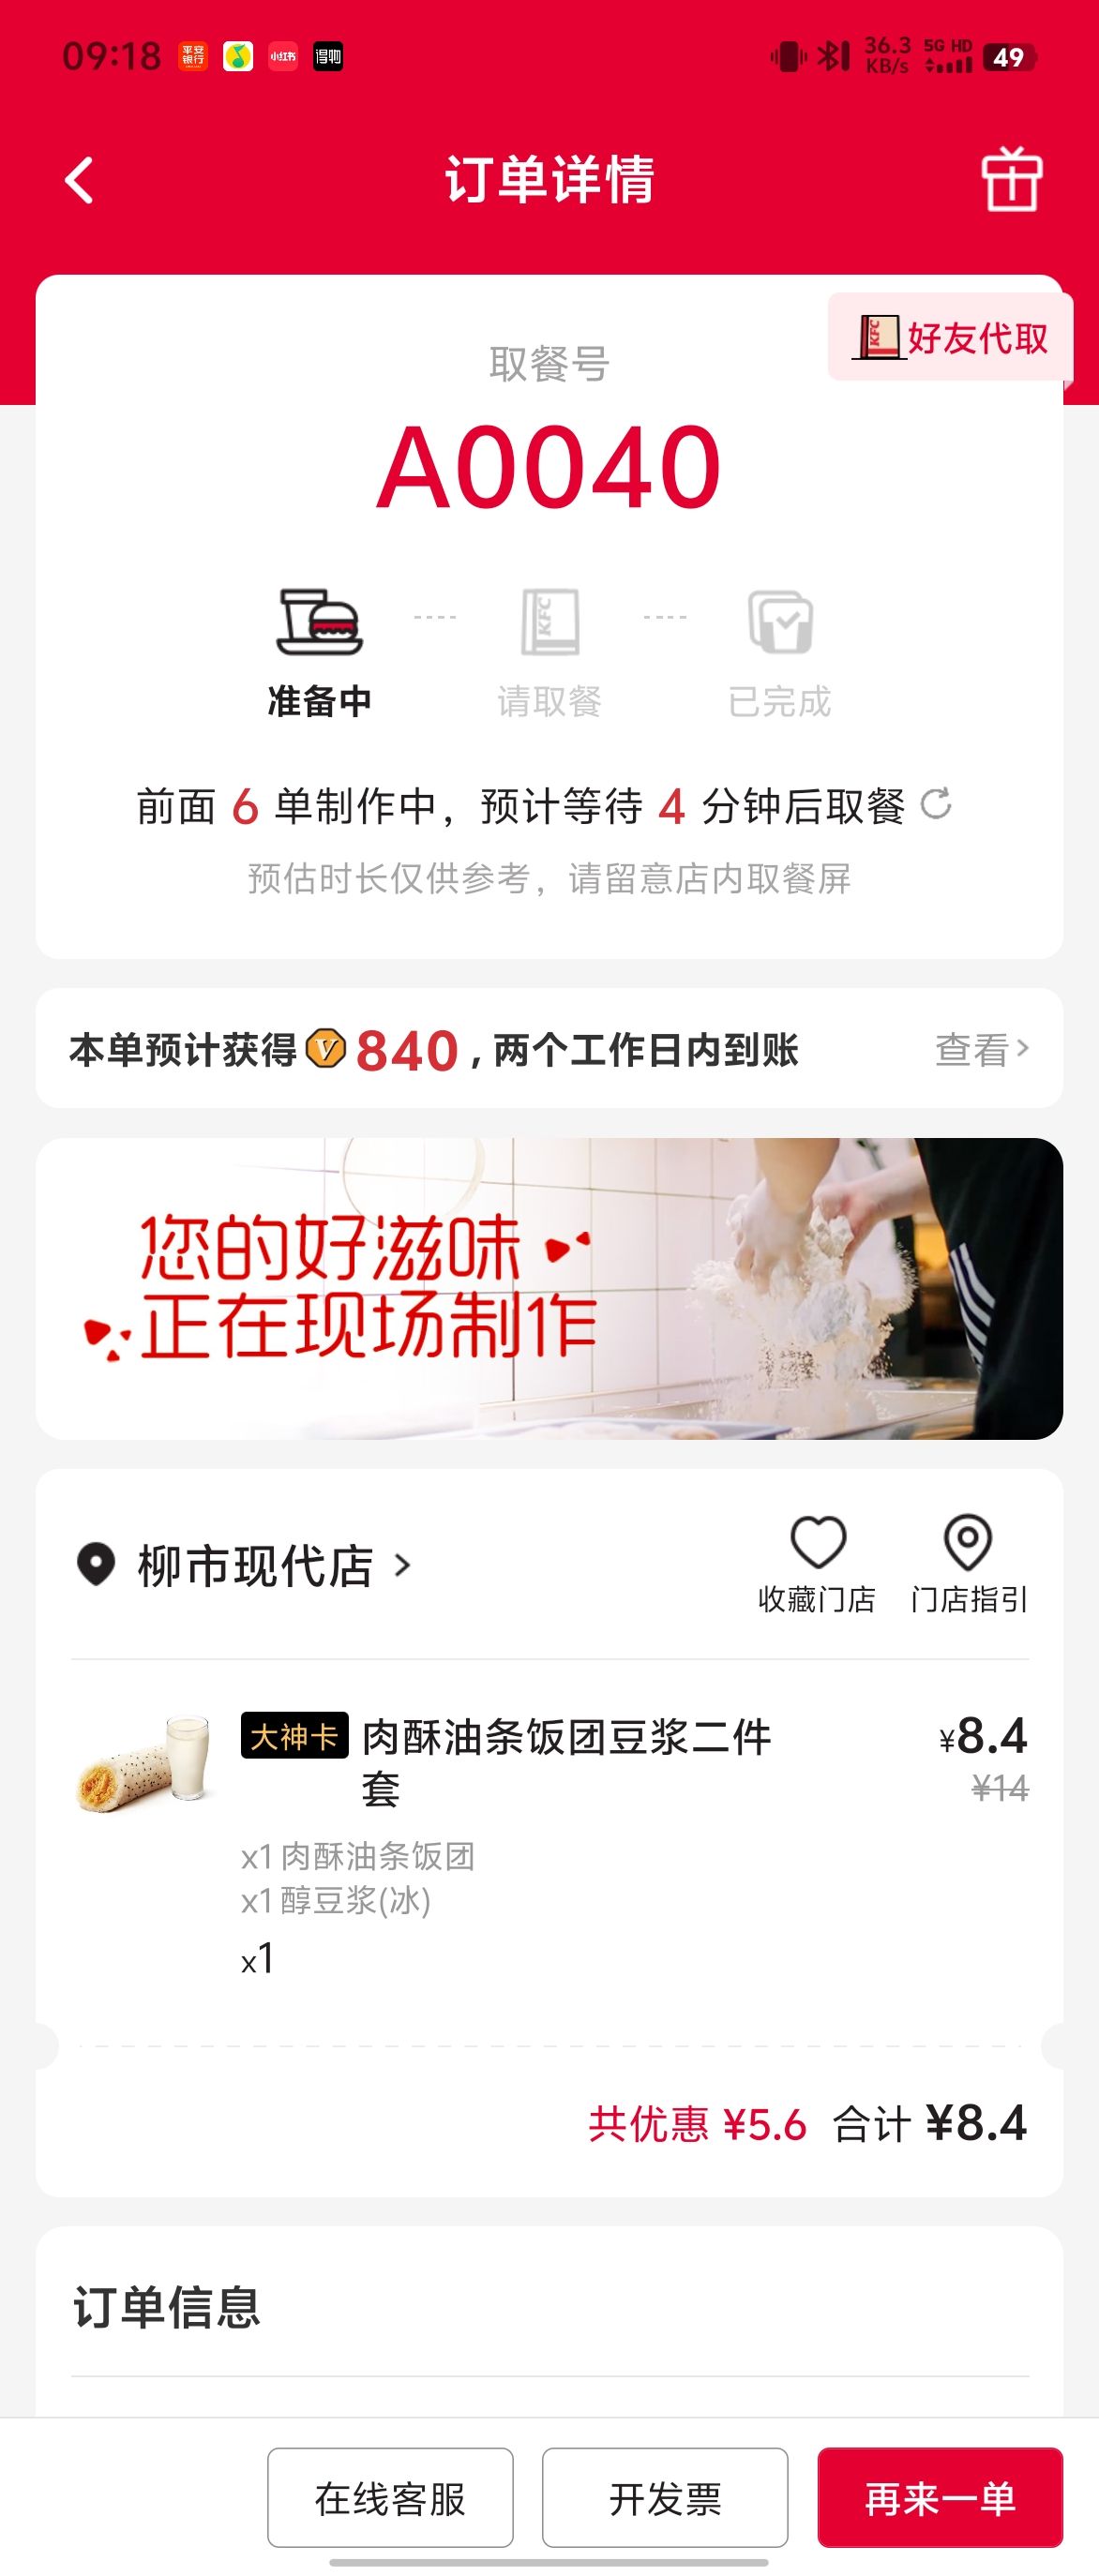 09:18 平安银行 小红书 得物 36.3 KB/s 5G HD 49
订单详情
KFC 好友代取
取餐号
A0040
KFC
准备中 请取餐 已完成
前面 6 单制作中，预计等待 4 分钟后取餐
预估时长仅供参考，请留意店内取餐屏
本单预计获得 V 840，两个工作日内到账 查看>
您的好滋味
正在现场制作
柳市现代店 >
收藏门店 门店指引
大神卡 肉酥油条饭团豆浆二件 ¥8.4
套 ¥14
x1肉酥油条饭团
x1醇豆浆(冰)
x1
共优惠 ¥5.6 合计 ¥8.4
订单信息
在线客服 开发票 再来一单